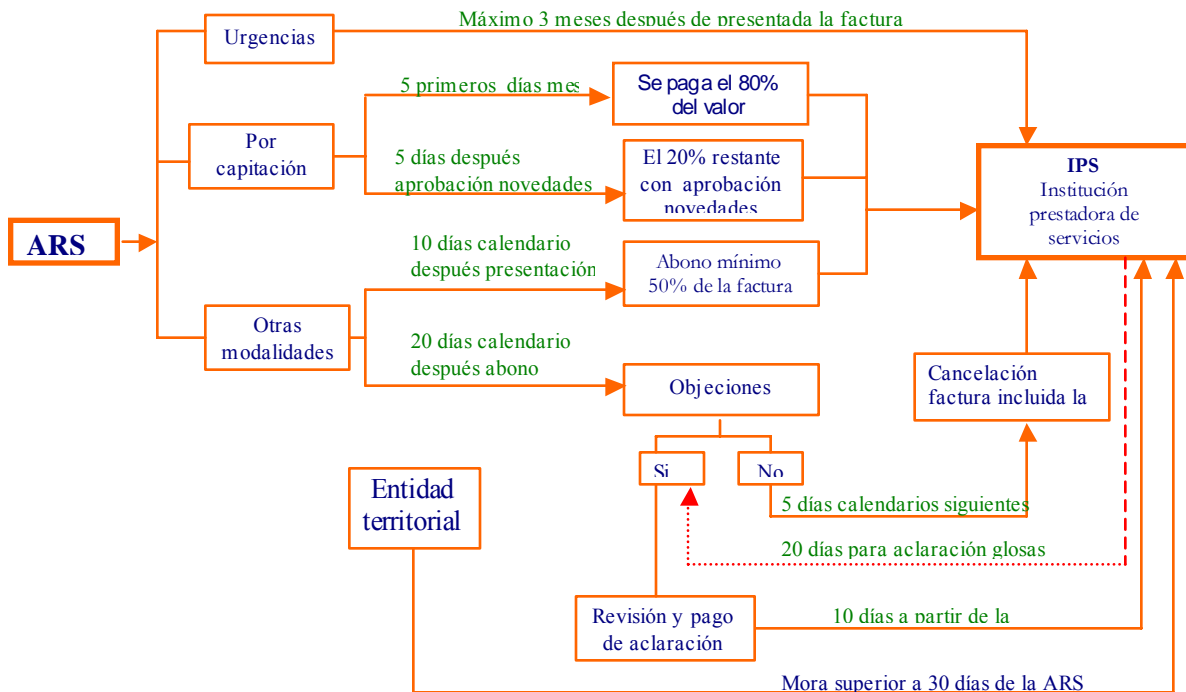 Máximo 3 meses después de presentada la factura
Urgencias
5 primeros días mes
Se paga el 80%
del valor
Por
capitación
5 días después
aprobación novedades
El 20% restante
con aprobación
novedades
IPS
Institución
prestadora de
servicios
ARS
10 días calendario
después presentación
Abono mínimo
50% de la factura
Otras
modalidades
20 días calendario
después abono
Objeciones
Cancelación
factura incluida la
Si
No
Entidad
territorial
5 días calendarios siguientes
20 días para aclaración glosas
Revisión y pago
de aclaración
10 días a partir de la
Mora superior a 30 días de la ARS